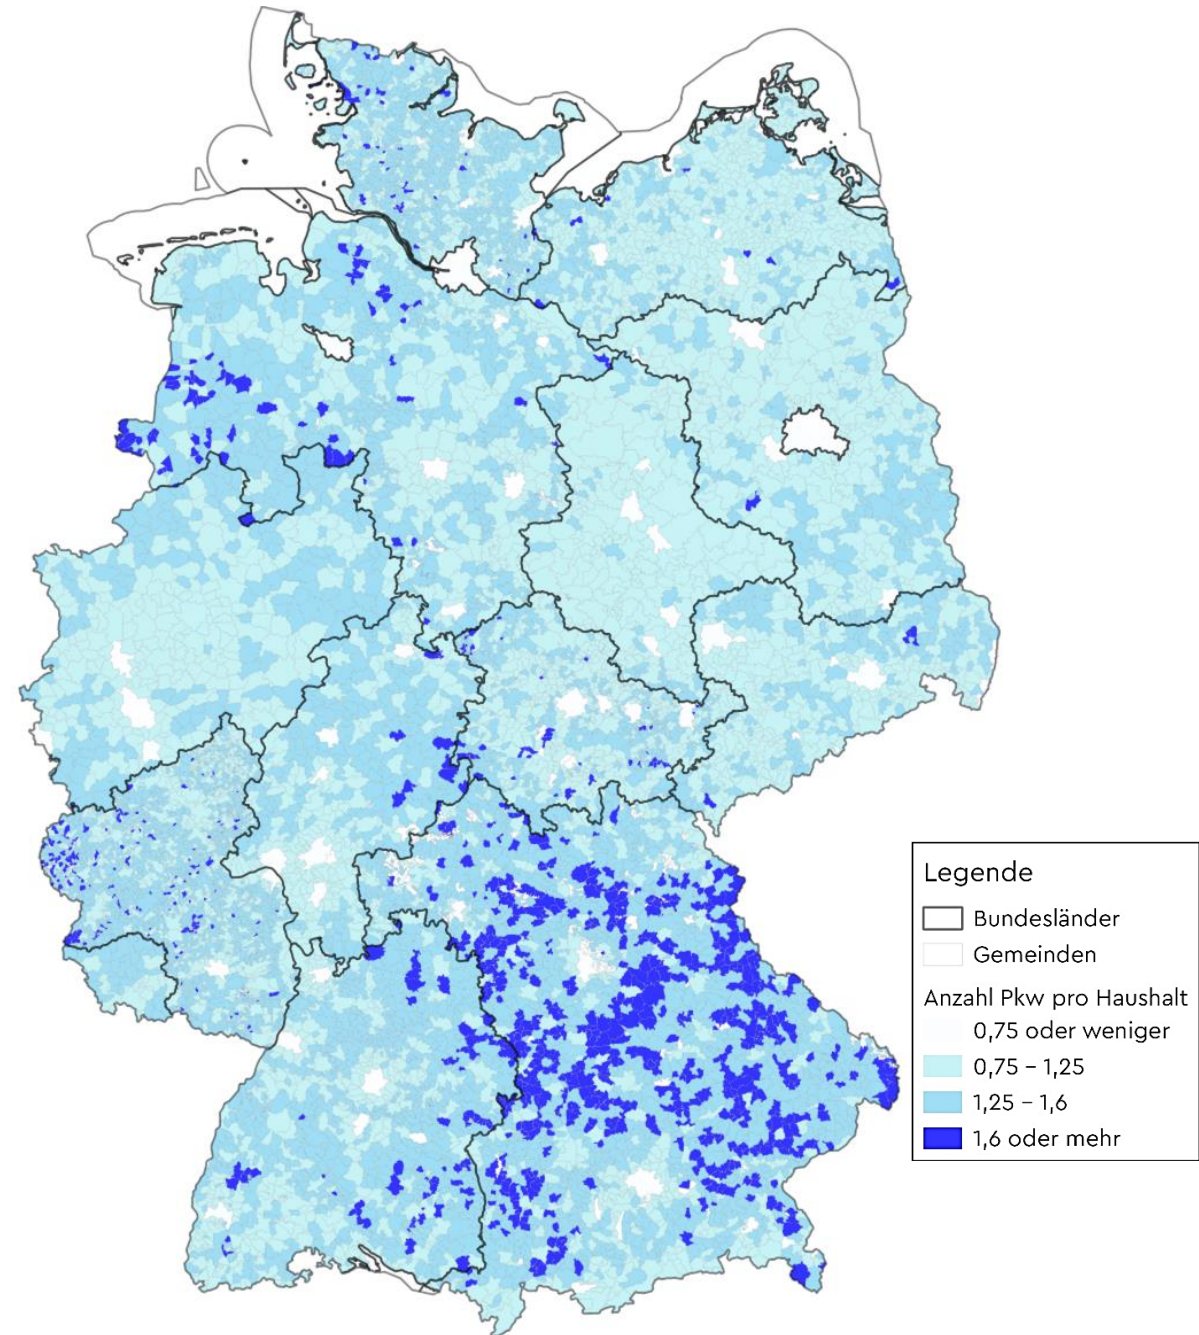 Legende
Bundesländer
Gemeinden
Anzahl Pkw pro Haushalt
0,75 oder weniger
0,75 – 1,25
1,25 – 1,6
1,6 oder mehr